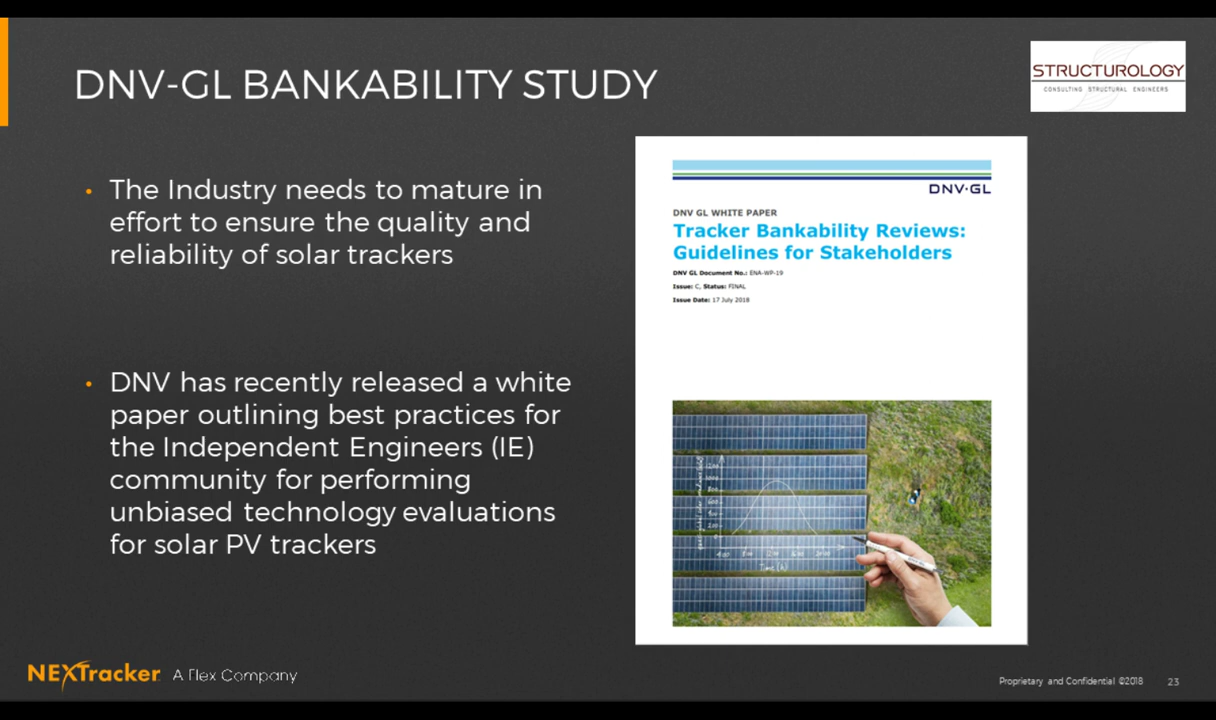 DNV-GL BANKABILITY STUDY
STRUCTUROLOGY
CONSULTING STRUCTURAL ENGINEERS
• The Industry needs to mature in
effort to ensure the quality and
reliability of solar trackers
• DNV has recently released a white
paper outlining best practices for
the Independent Engineers (IE)
community for performing
unbiased technology evaluations
for solar PV trackers
DNV·GL
DNV GL WHITE PAPER
Tracker Bankability Reviews:
Guidelines for Stakeholders
DNV GL Document No.: ENA-WP-19
Issue: C, Status: FINAL
Issue Date: 17 July 2018
Time (h)
NEXTracker A Flex Company
Proprietary and Confidential ©2018 23